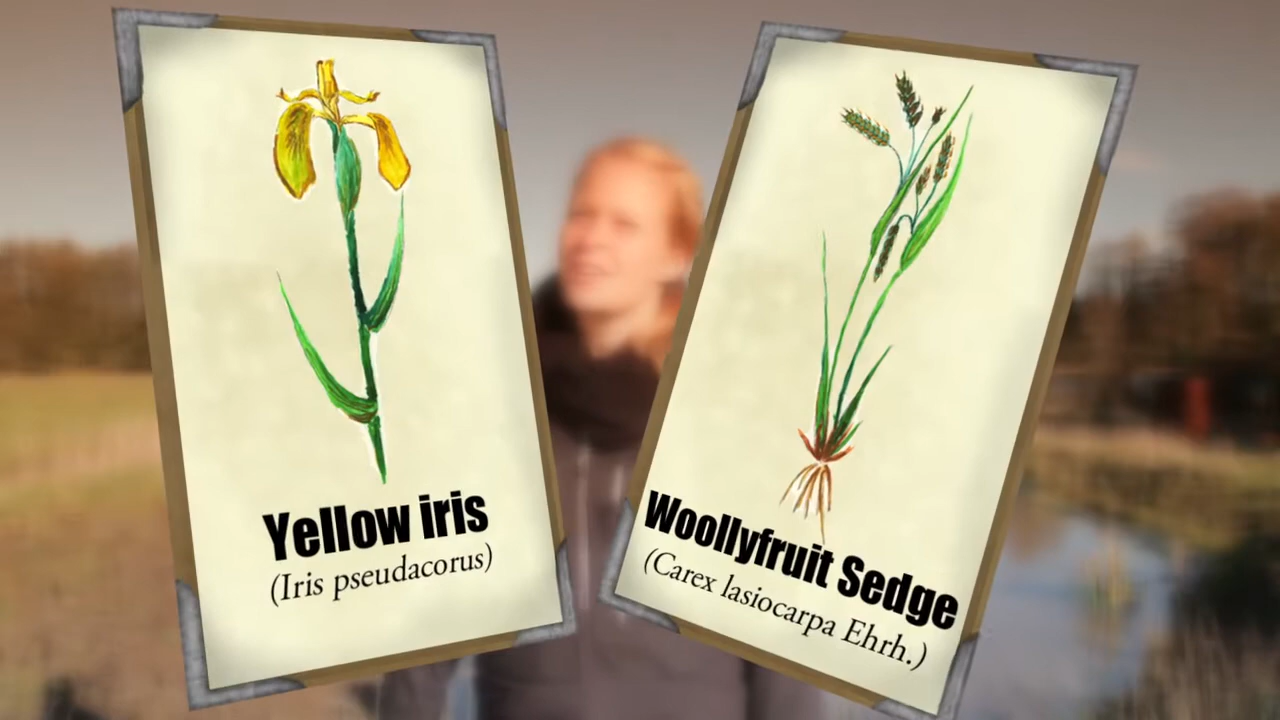 Yellow iris
(Iris pseudacorus)
Woollyfruit Sedge
(Carex lasiocarpa Ehrh.)